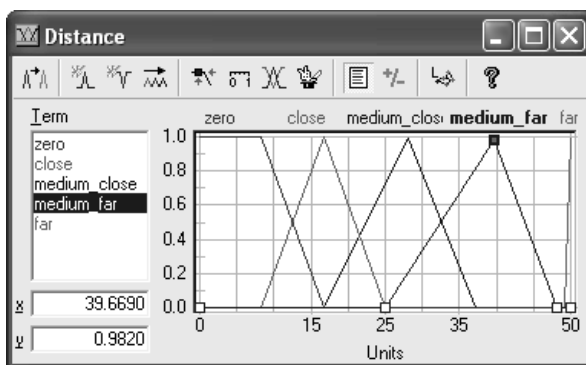 Distance
Term
zero
close
medium_close
medium_far
far
x 39.6690
y 0.9820
zero close medium_clos medium_far far
1.0
0.8
0.6
0.4
0.2
0.0
0 15 25 35 50
Units